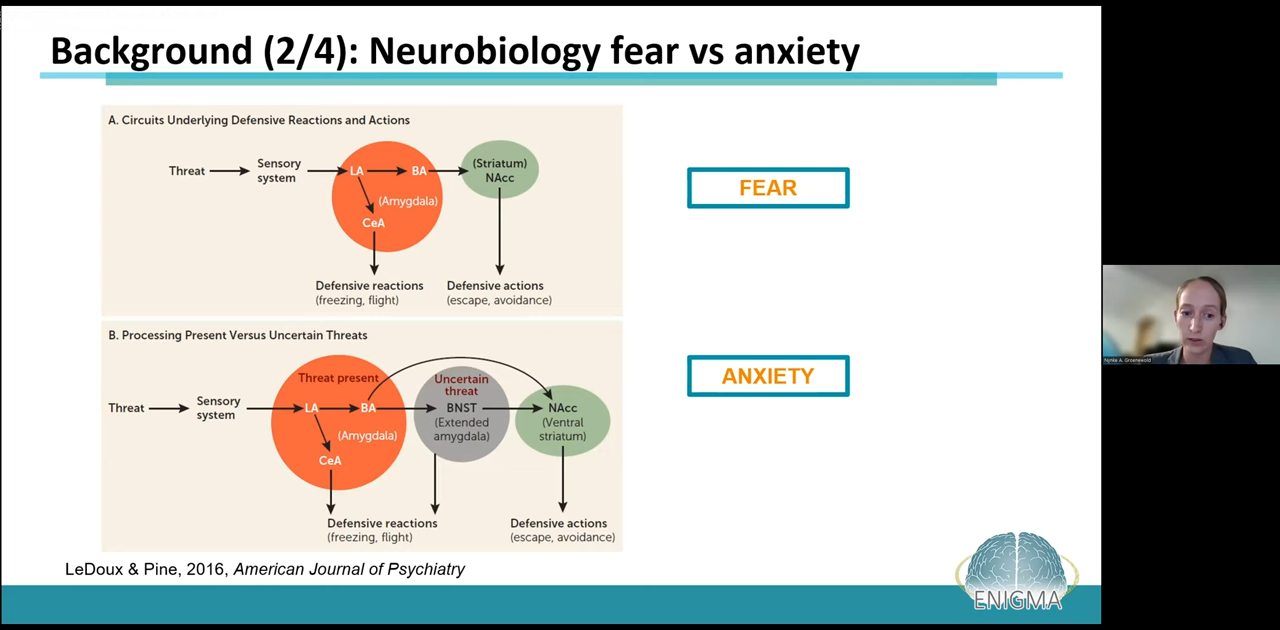 Background (2/4): Neurobiology fear vs anxiety
A. Circuits Underlying Defensive Reactions and Actions
Threat
Sensory
system
LA
BA
(Amygdala)
CeA
(Striatum)
NAcc
Defensive reactions
(freezing, flight)
Defensive actions
(escape, avoidance)
FEAR
B. Processing Present Versus Uncertain Threats
Threat
Sensory
system
Threat present
LA
BA
(Amygdala)
CeA
Uncertain
threat
BNST
(Extended
amygdala)
NAcc
(Ventral
striatum)
Defensive reactions
(freezing, flight)
Defensive actions
(escape, avoidance)
ANXIETY
LeDoux & Pine, 2016, American Journal of Psychiatry
ENIGMA
Nynke A. Groenewold